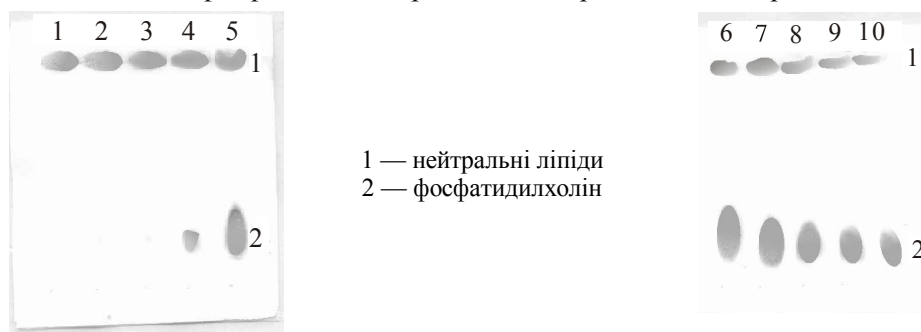 1 2 3 4 5
1
2
1 — нейтральні ліпіди
2 — фосфатидилхолін
6 7 8 9 10
1
2